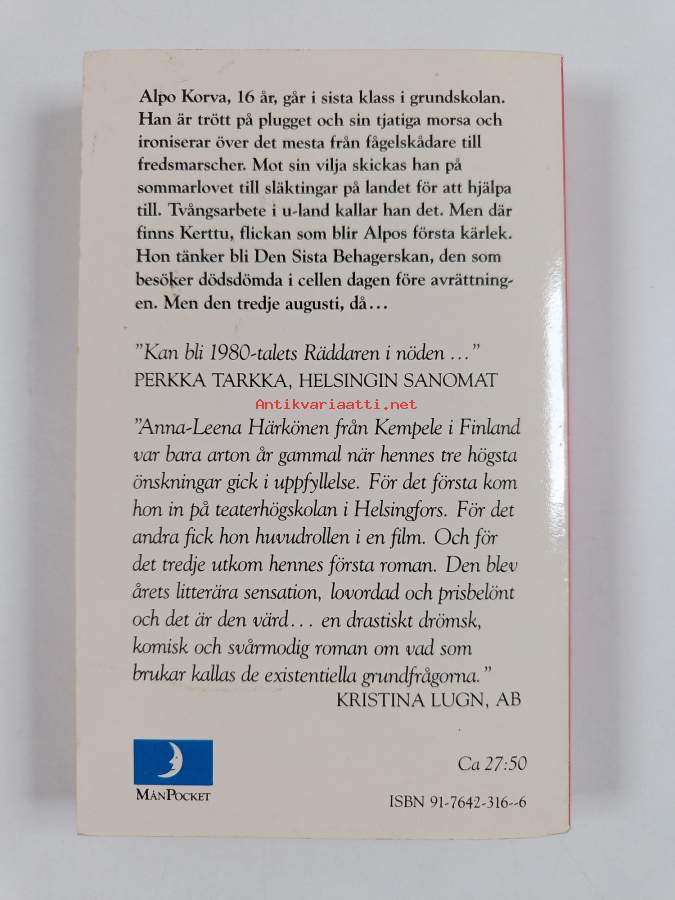 Alpo Korva, 16 år, går i sista klass i grundskolan.
Han är trött på plugget och sin tjatiga morsa och
ironiserar över det mesta från fågelskådare till
fredsmarscher. Mot sin vilja skickas han på
sommarlovet till släktingar på landet för att hjälpa
till. Tvångsarbete i u-land kallar han det. Men där
finns Kerttu, flickan som blir Alpos första kärlek.
Hon tänker bli Den Sista Behagerskan, den som
besöker dödsdömda i cellen dagen före avrättning-
en. Men den tredje augusti, då...
"Kan bli 1980-talets Räddaren i nöden ..."
PERKKA TARKKA, HELSINGIN SANOMAT
Antikvariaatti.net
"Anna-Leena Härkönen från Kempele i Finland
var bara arton år gammal när hennes tre högsta
önskningar gick i uppfyllelse. För det första kom
hon in på teaterhögskolan i Helsingfors. För det
andra fick hon huvudrollen i en film. Och för
det tredje utkom hennes första roman. Den blev
årets litterära sensation, lovordad och prisbelönt
och det är den värd... en drastiskt drömsk,
komisk och svårmodig roman om vad som
brukar kallas de existentiella grundfrågorna."
KRISTINA LUGN, AB
MÅNPOCKET
Ca 27:50
ISBN 91-7642-316--6